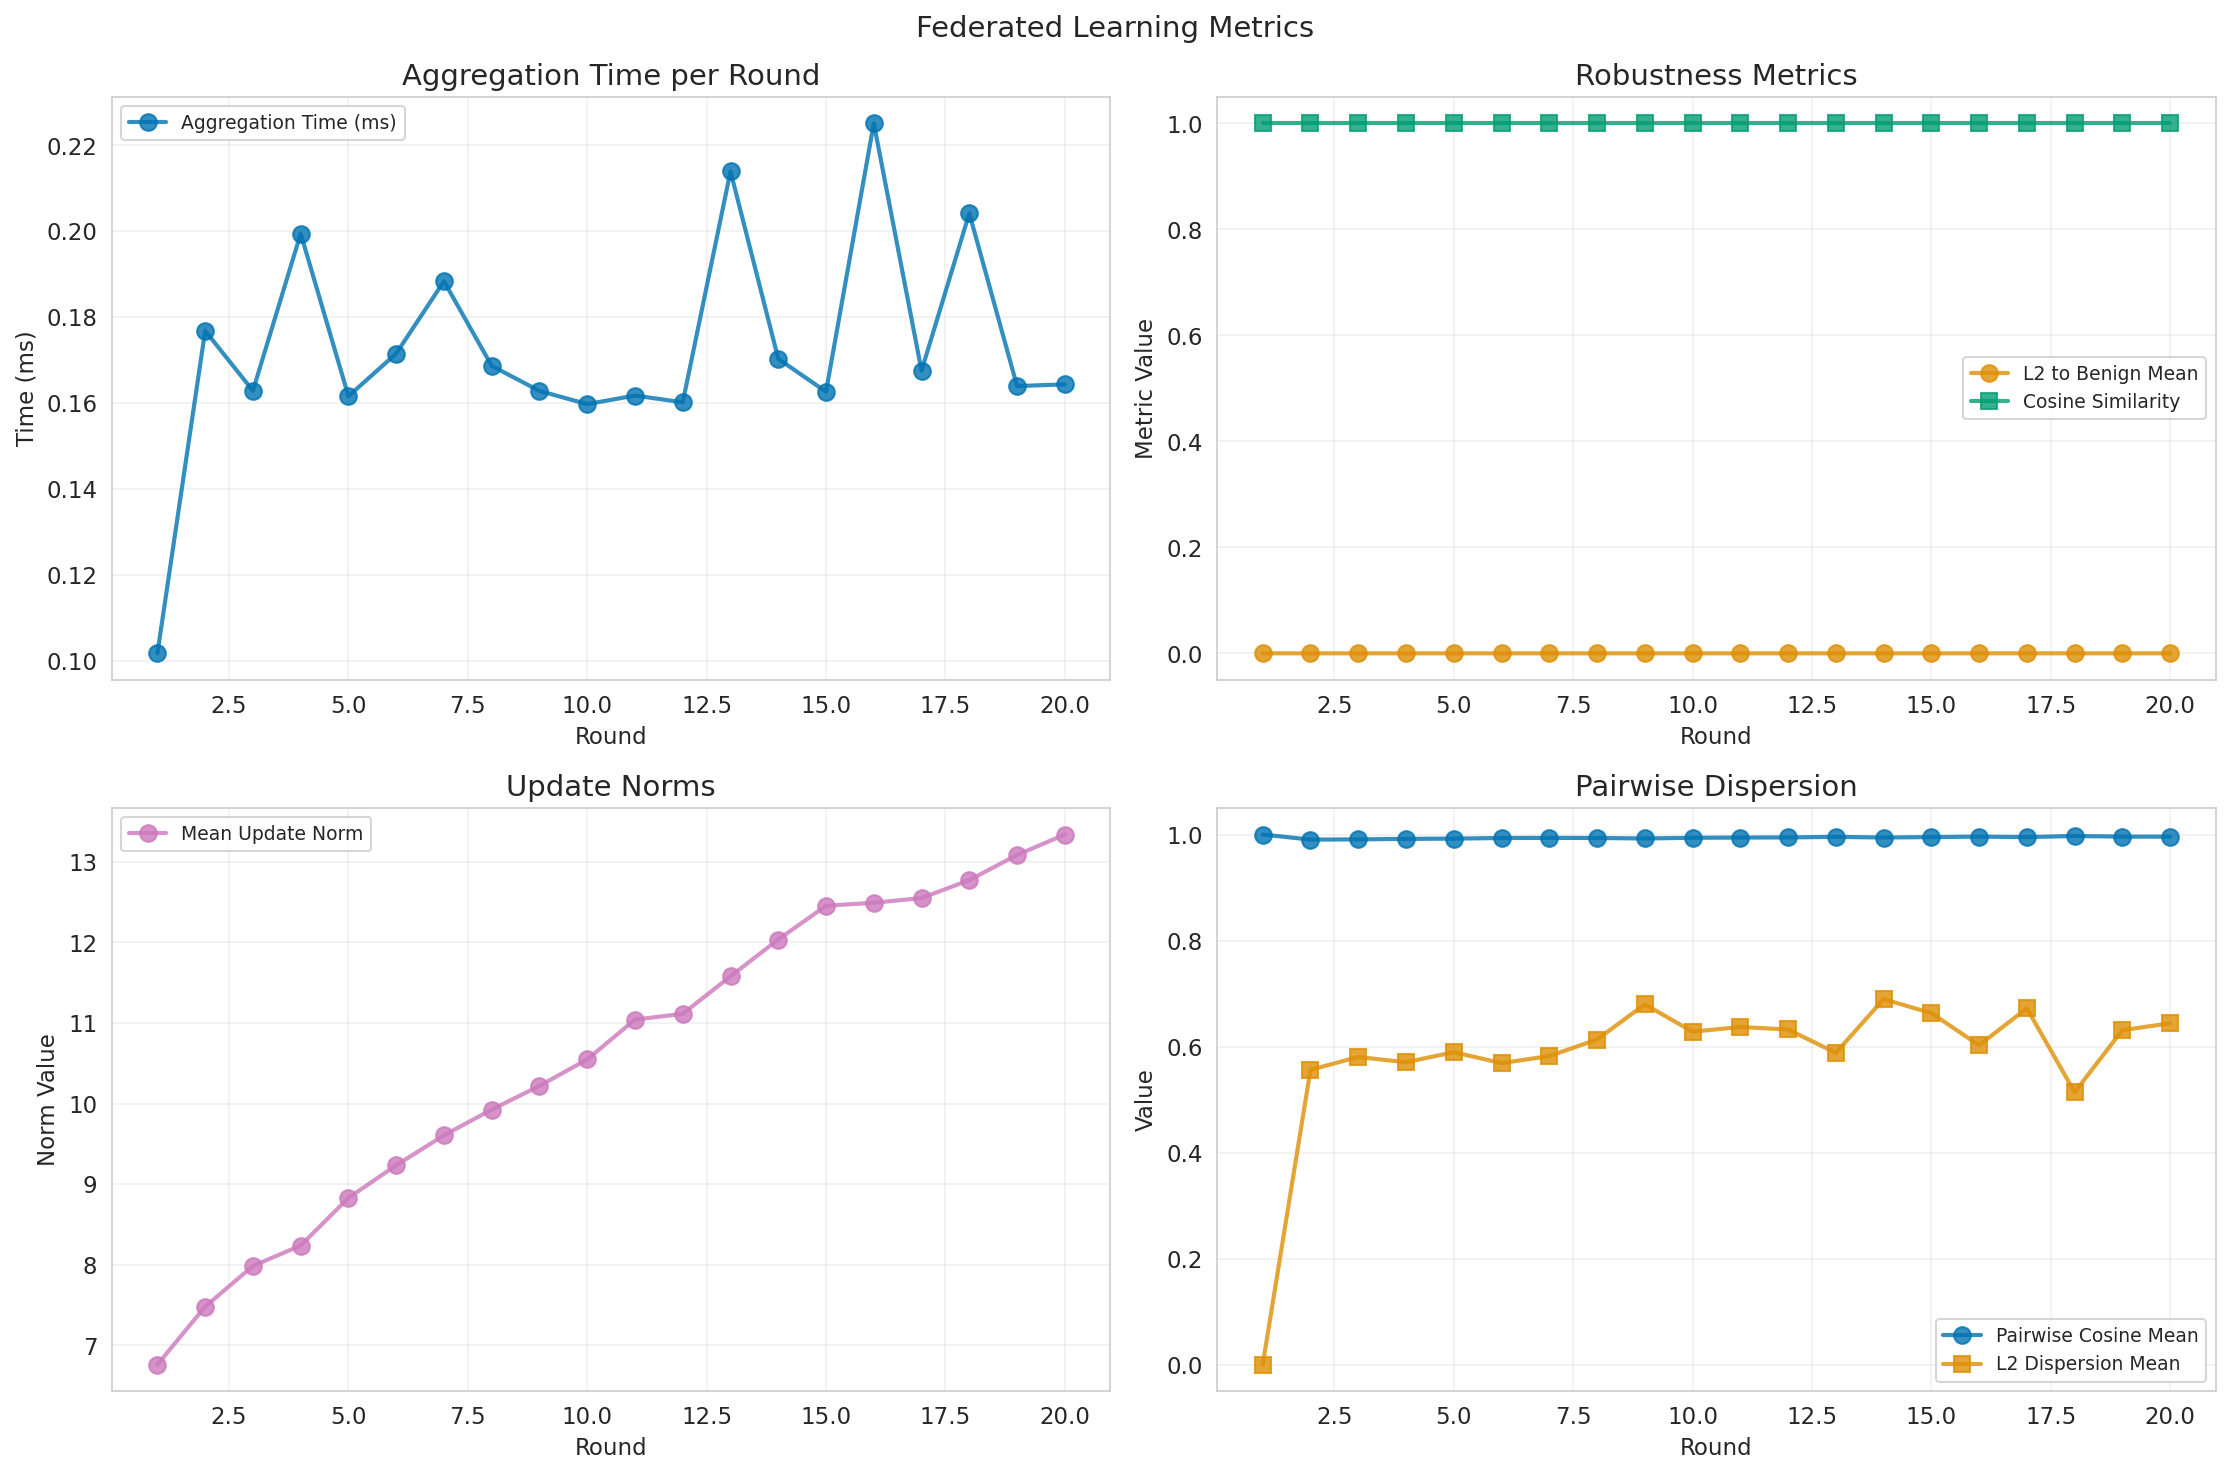 Federated Learning Metrics
Aggregation Time per Round
Aggregation Time (ms)
Time (ms)
0.22
0.20
0.18
0.16
0.14
0.12
0.10
2.5 5.0 7.5 10.0 12.5 15.0 17.5 20.0
Round
Robustness Metrics
Metric Value
1.0
0.8
0.6
0.4
0.2
0.0
L2 to Benign Mean
Cosine Similarity
2.5 5.0 7.5 10.0 12.5 15.0 17.5 20.0
Round
Update Norms
Mean Update Norm
Norm Value
13
12
11
10
9
8
7
2.5 5.0 7.5 10.0 12.5 15.0 17.5 20.0
Round
Pairwise Dispersion
Value
1.0
0.8
0.6
0.4
0.2
0.0
Pairwise Cosine Mean
L2 Dispersion Mean
2.5 5.0 7.5 10.0 12.5 15.0 17.5 20.0
Round